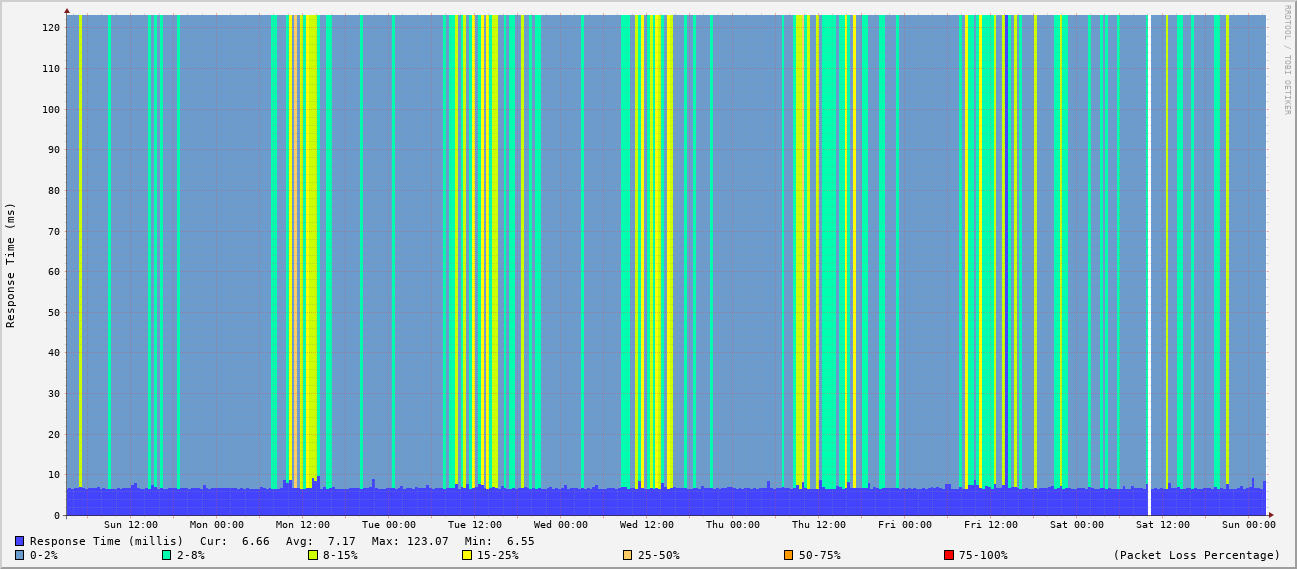 RRDTOOL / TOBI OETIKER
Response Time (ms)
120
110
100
90
80
70
60
50
40
30
20
10
0
Sun 12:00 Mon 00:00 Mon 12:00 Tue 00:00 Tue 12:00 Wed 00:00 Wed 12:00 Thu 00:00 Thu 12:00 Fri 00:00 Fri 12:00 Sat 00:00 Sat 12:00 Sun 00:00
Response Time (millis) Cur: 6.66 Avg: 7.17 Max: 123.07 Min: 6.55
0-2% 2-8% 8-15% 15-25% 25-50% 50-75% 75-100% (Packet Loss Percentage)